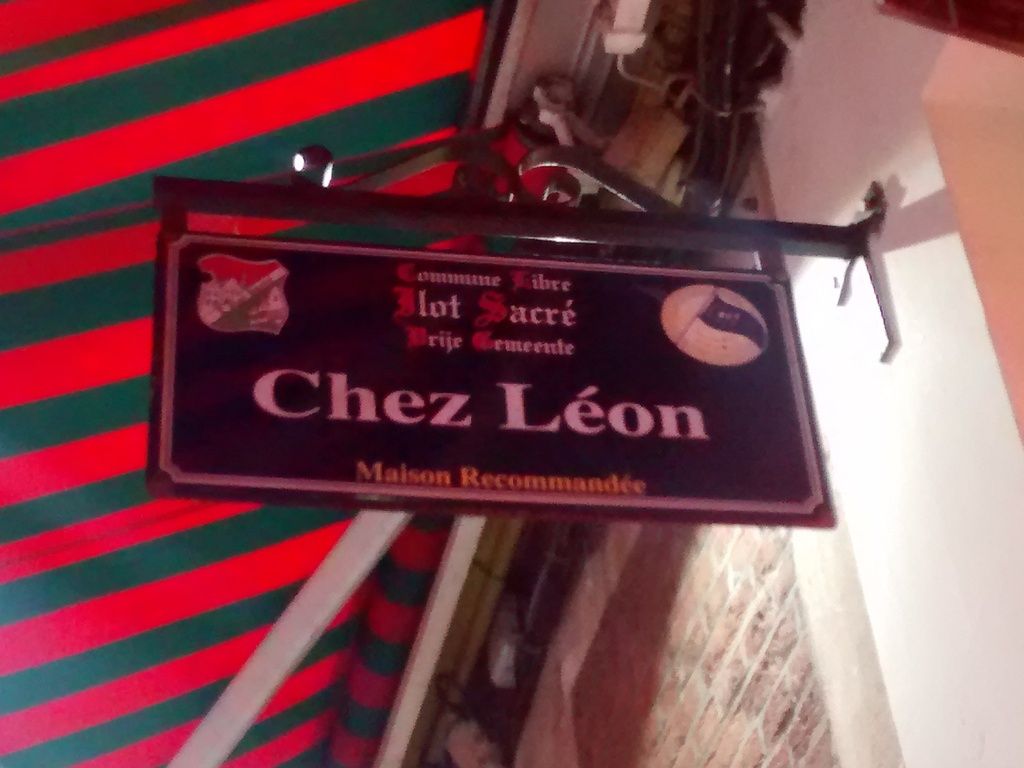 Commune Libre
Ilot Sacré
Vrije Gemeente
Chez Léon
Maison Recommandée